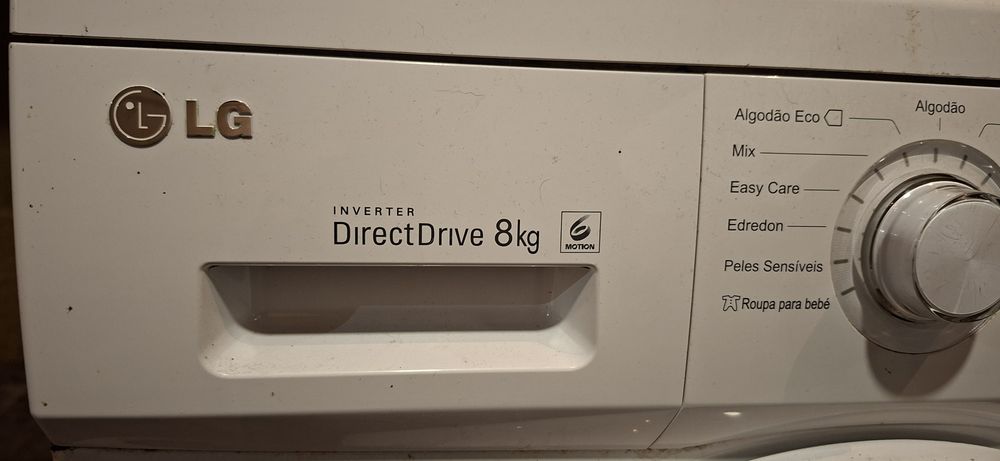 LG
INVERTER
DirectDrive 8kg
6
MOTION
Algodão Eco
Algodão
Mix
Easy Care
Edredon
Peles Sensíveis
Roupa para bebé